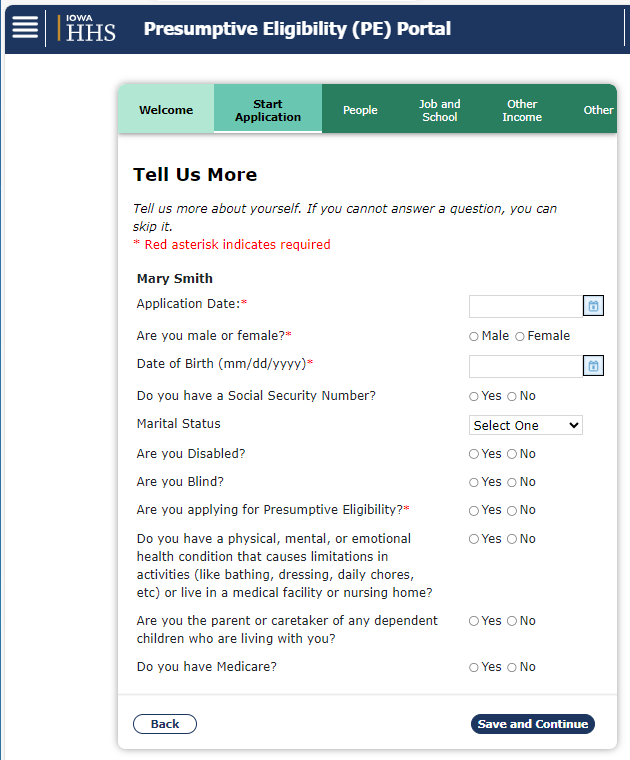 IOWA
HHS
Presumptive Eligibility (PE) Portal
Welcome
Start
Application
People
Job and
School
Other
Income
Other
Tell Us More
Tell us more about yourself. If you cannot answer a question, you can
skip it.
* Red asterisk indicates required
Mary Smith
Application Date:*
Are you male or female?* Male Female
Date of Birth (mm/dd/yyyy)*
Do you have a Social Security Number? Yes No
Marital Status Select One
Are you Disabled? Yes No
Are you Blind? Yes No
Are you applying for Presumptive Eligibility?* Yes No
Do you have a physical, mental, or emotional Yes No
health condition that causes limitations in
activities (like bathing, dressing, daily chores,
etc) or live in a medical facility or nursing home?
Are you the parent or caretaker of any dependent Yes No
children who are living with you?
Do you have Medicare? Yes No
Back Save and Continue